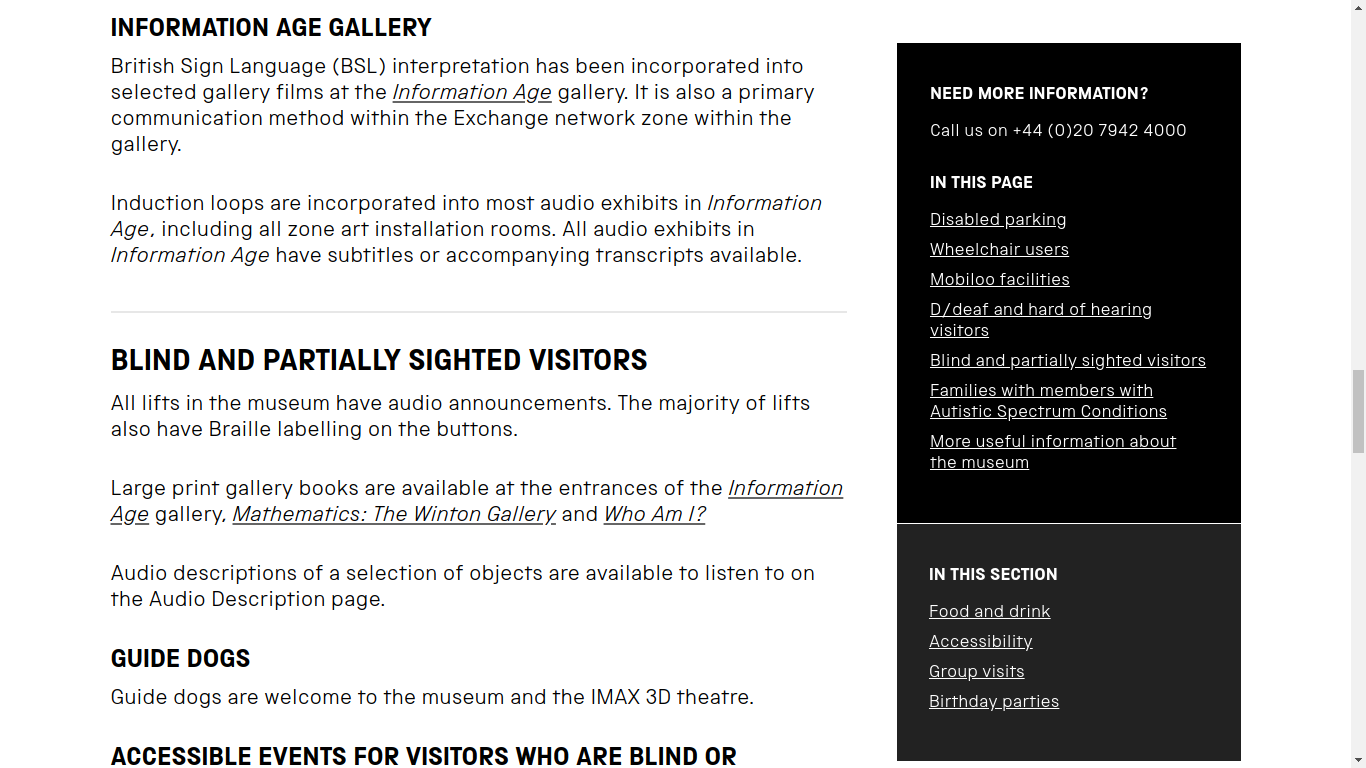 INFORMATION AGE GALLERY
British Sign Language (BSL) interpretation has been incorporated into
selected gallery films at the Information Age gallery. It is also a primary
communication method within the Exchange network zone within the
gallery.
Induction loops are incorporated into most audio exhibits in Information
Age, including all zone art installation rooms. All audio exhibits in
Information Age have subtitles or accompanying transcripts available.
BLIND AND PARTIALLY SIGHTED VISITORS
All lifts in the museum have audio announcements. The majority of lifts
also have Braille labelling on the buttons.
Large print gallery books are available at the entrances of the Information
Age gallery, Mathematics: The Winton Gallery and Who Am I?
Audio descriptions of a selection of objects are available to listen to on
the Audio Description page.
GUIDE DOGS
Guide dogs are welcome to the museum and the IMAX 3D theatre.
ACCESSIBLE EVENTS FOR VISITORS WHO ARE BLIND OR
NEED MORE INFORMATION?
Call us on +44 (0)20 7942 4000
IN THIS PAGE
Disabled parking
Wheelchair users
Mobiloo facilities
D/deaf and hard of hearing
visitors
Blind and partially sighted visitors
Families with members with
Autistic Spectrum Conditions
More useful information about
the museum
IN THIS SECTION
Food and drink
Accessibility
Group visits
Birthday parties